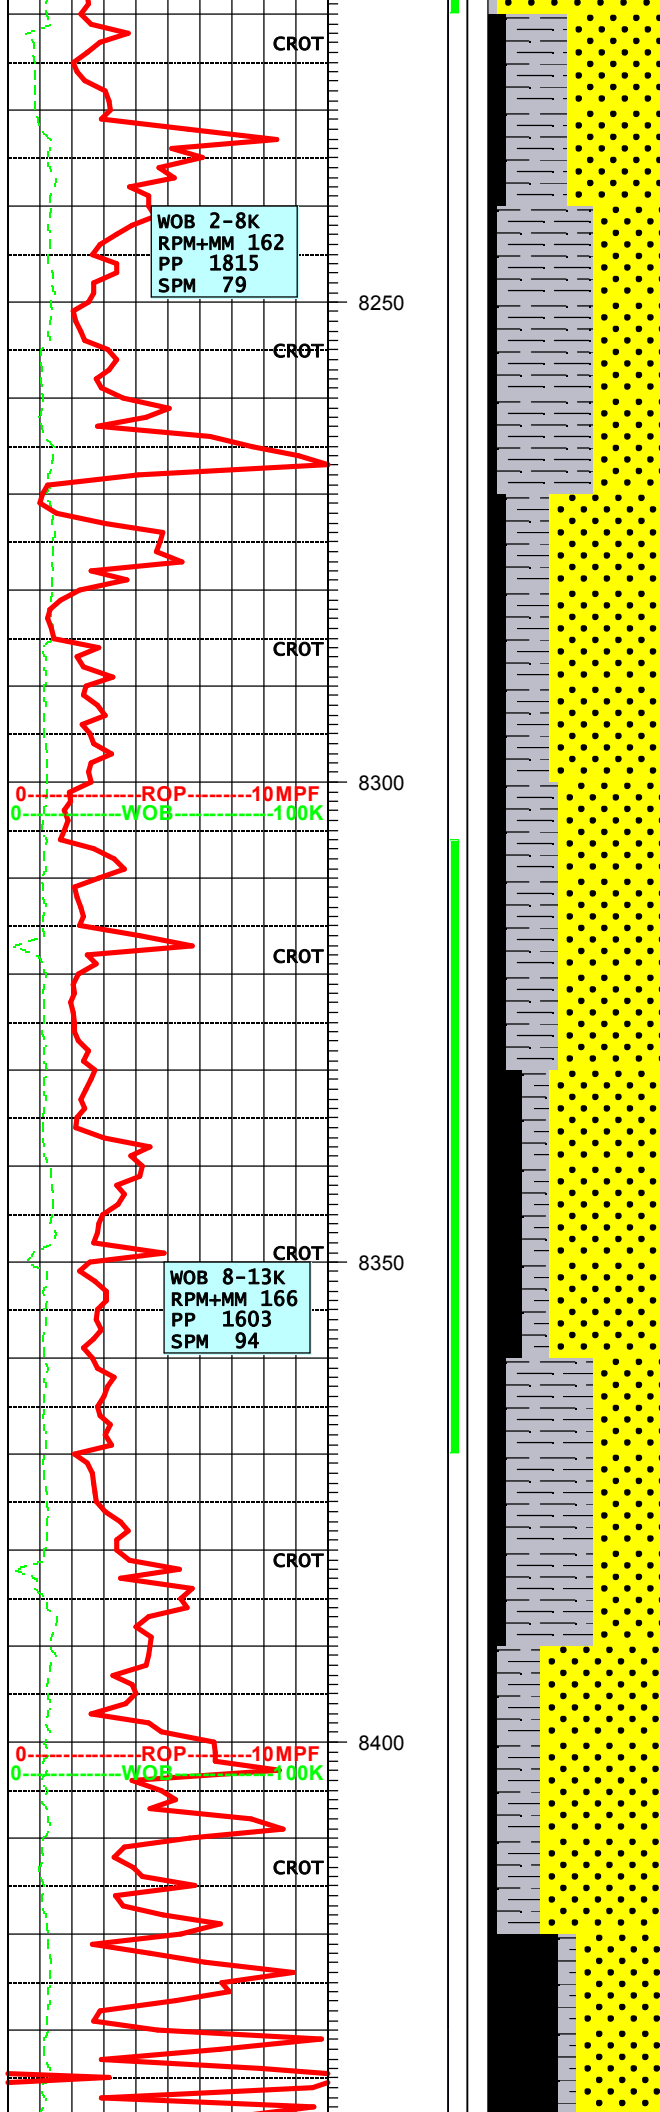 CROT
WOB 2-8K
RPM+MM 162
PP 1815
SPM 79
8250
CROT
CROT
8300
0 ROP 10MPF
0 WOB 100K
CROT
CROT
8350
WOB 8-13K
RPM+MM 166
PP 1603
SPM 94
CROT
8400
0 ROP 10MPF
0 WOB 100K
CROT